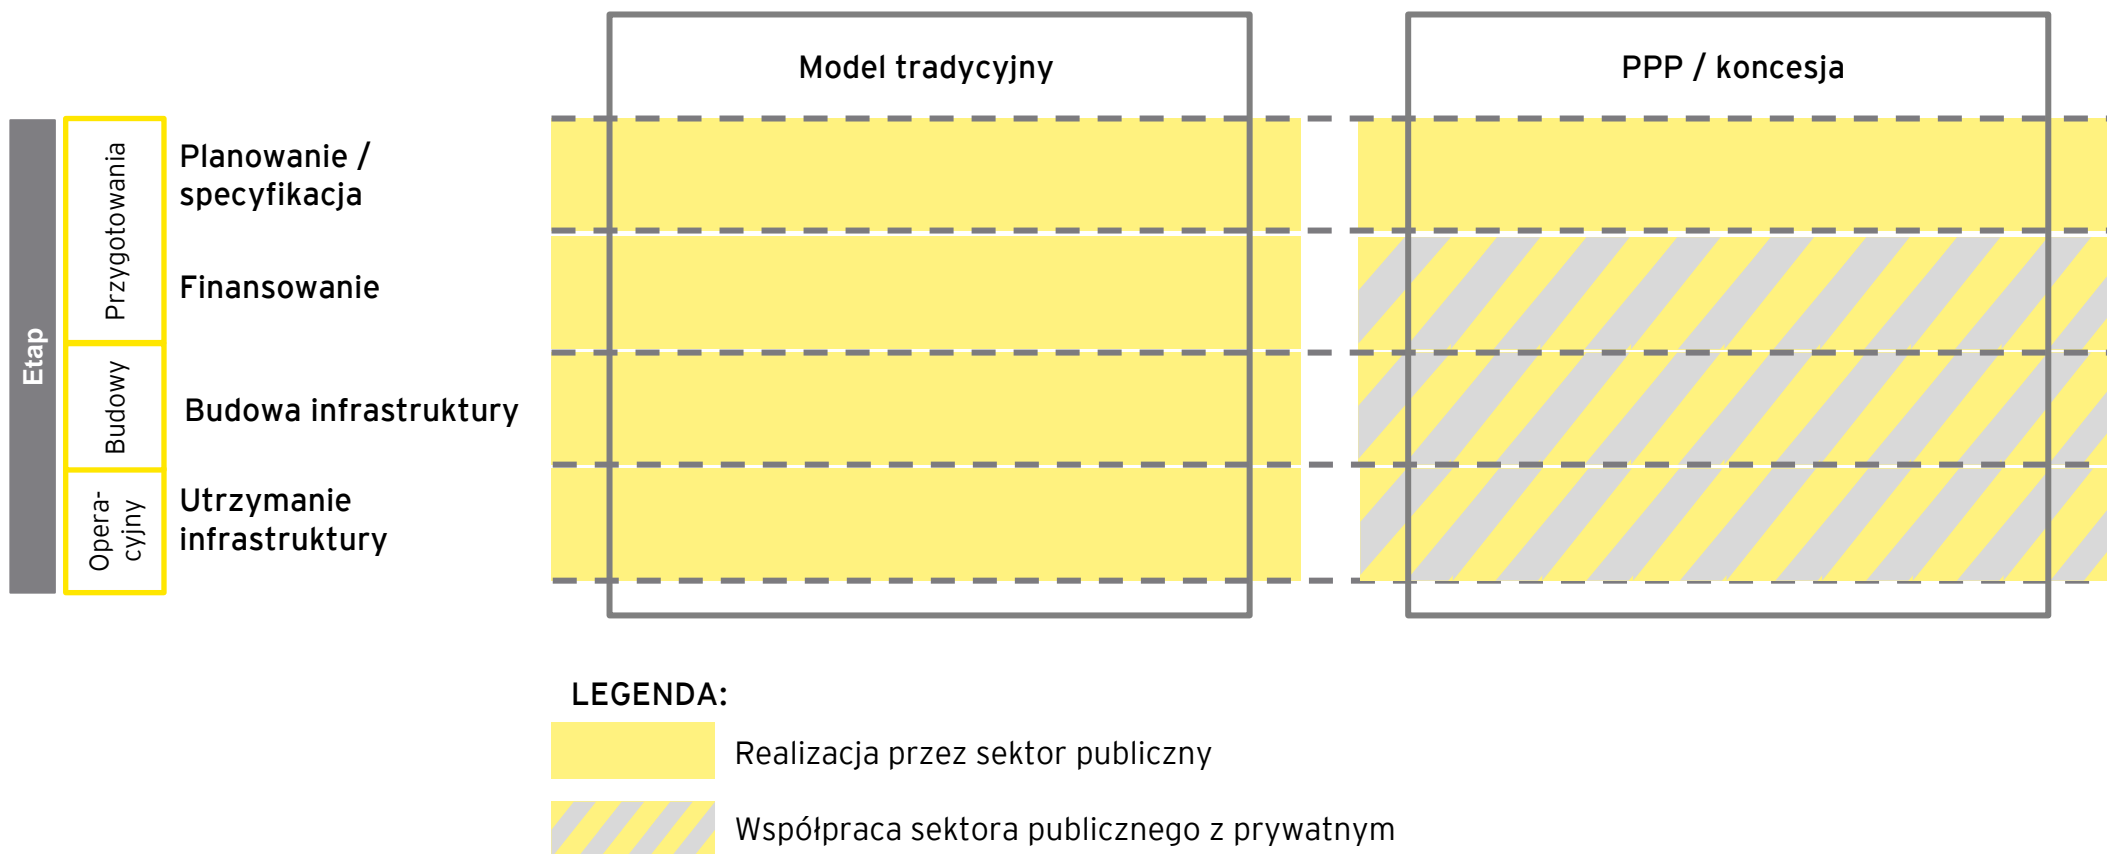 Model tradycyjny
PPP / koncesja
Etap
Przygotowania
Planowanie /
specyfikacja
Finansowanie
Budowy
Budowa infrastruktury
Opera-
cyjny
Utrzymanie
infrastruktury
LEGENDA:
Realizacja przez sektor publiczny
Współpraca sektora publicznego z prywatnym